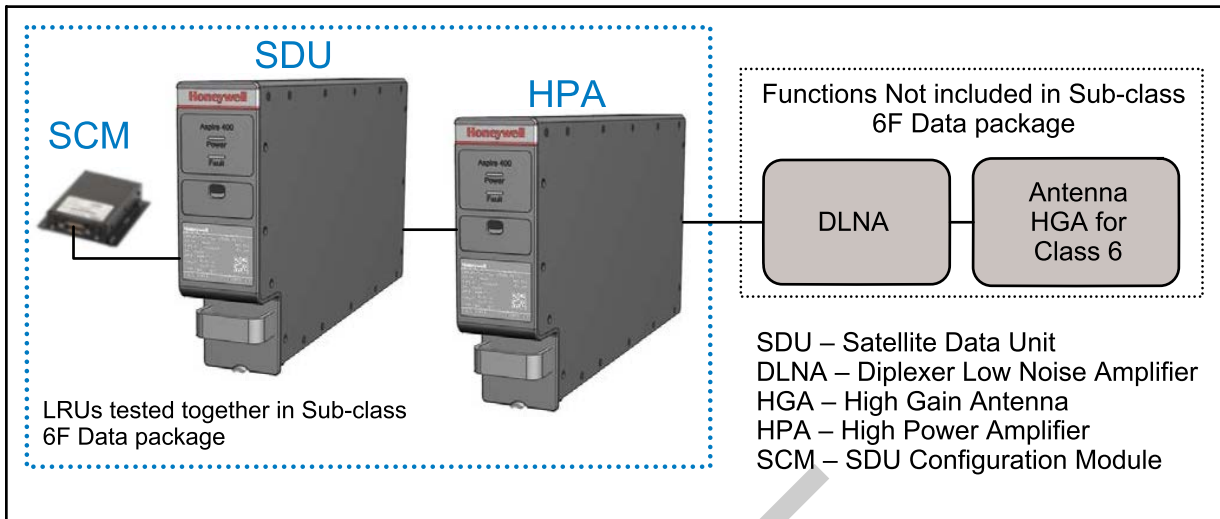 SDU
HPA
SCM
Honeywell
Aspire 400
Power
Fault
Honeywell
Honeywell
Aspire 400
Power
Fault
Honeywell
LRUs tested together in Sub-class
6F Data package
Functions Not included in Sub-class
6F Data package
DLNA
Antenna
HGA for
Class 6
SDU – Satellite Data Unit
DLNA – Diplexer Low Noise Amplifier
HGA – High Gain Antenna
HPA – High Power Amplifier
SCM – SDU Configuration Module